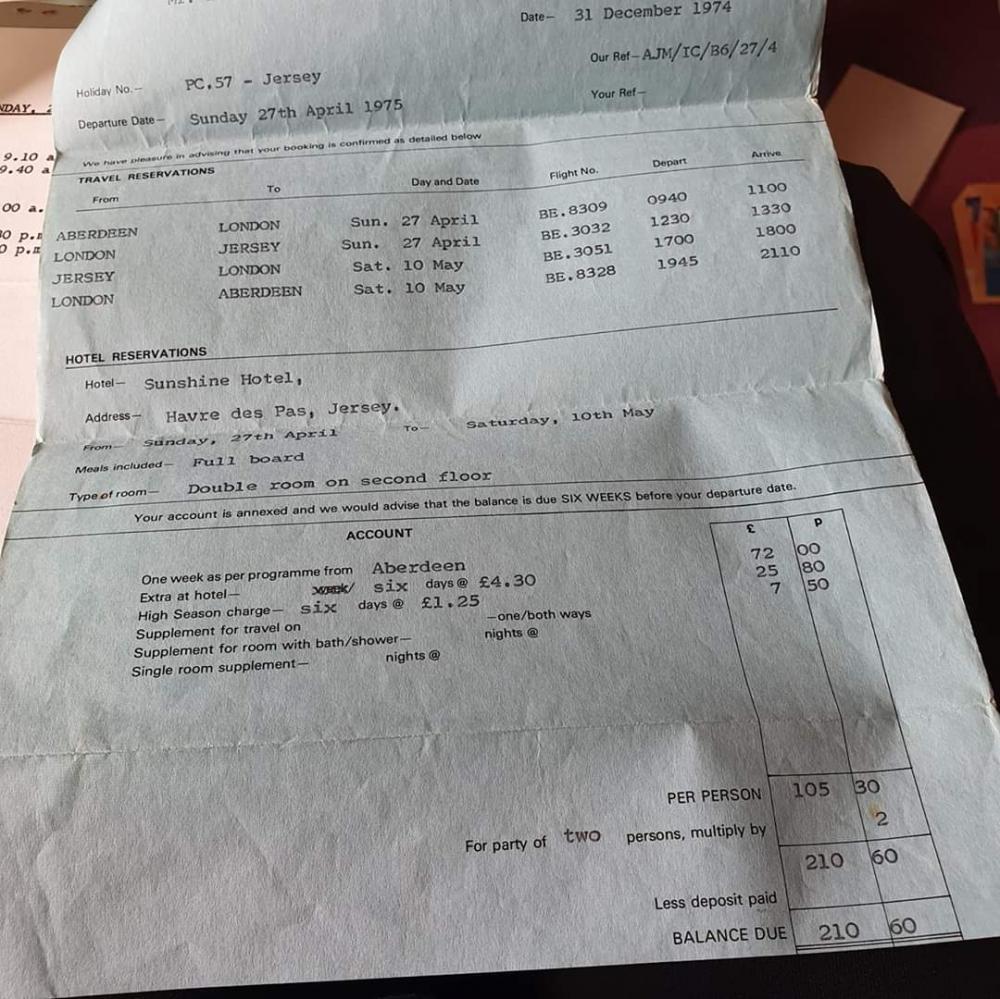 Date— 31 December 1974
Our Ref— AJM/IC/B6/27/4
Holiday No.— PC.57 - Jersey
Your Ref—
Departure Date— Sunday 27th April 1975
We have pleasure in advising that your booking is confirmed as detailed below
TRAVEL RESERVATIONS
From To Day and Date Flight No. Depart Arrive
ABERDEEN LONDON Sun. 27 April BE.8309 0940 1100
LONDON JERSEY Sun. 27 April BE.3032 1230 1330
JERSEY LONDON Sat. 10 May BE.3051 1700 1800
LONDON ABERDEEN Sat. 10 May BE.8328 1945 2110
HOTEL RESERVATIONS
Hotel— Sunshine Hotel,
Address— Havre des Pas, Jersey.
From— Sunday, 27th April To— Saturday, 10th May
Meals included— Full board
Type of room— Double room on second floor
Your account is annexed and we would advise that the balance is due SIX WEEKS before your departure date.
ACCOUNT £ p
One week as per programme from Aberdeen 72 00
Extra at hotel— week/ six days @ £4.30 25 80
High Season charge— six days @ £1.25 7 50
Supplement for travel on —one/both ways
Supplement for room with bath/shower— nights @
Single room supplement— nights @
PER PERSON 105 30
For party of two persons, multiply by 2
210 60
Less deposit paid
BALANCE DUE 210 60
NDAY,
9.10 a
9.40 a
00 a.
0 p.m
0 p.m